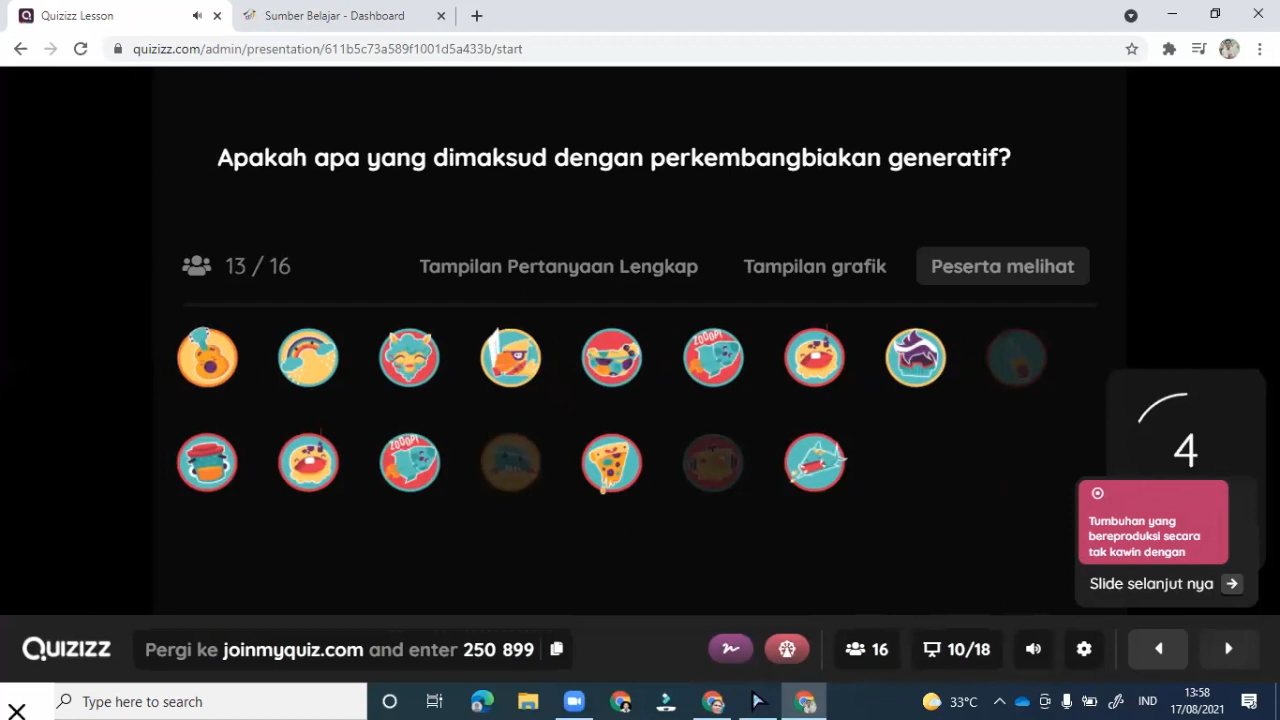 Quizizz Lesson
Sumber Belajar - Dashboard
quizizz.com/admin/presentation/611b5c73a589f1001d5a433b/start
Apakah apa yang dimaksud dengan perkembangbiakan generatif?
13 / 16
Tampilan Pertanyaan Lengkap
Tampilan grafik
Peserta melihat
ZOOOP!
ZOOOP!
4
Tumbuhan yang
bereproduksi secara
tak kawin dengan
Slide selanjut nya
QUIZIZZ
Pergi ke joinmyquiz.com and enter 250 899
16
10/18
Type here to search
33°C
IND
13:58
17/08/2021